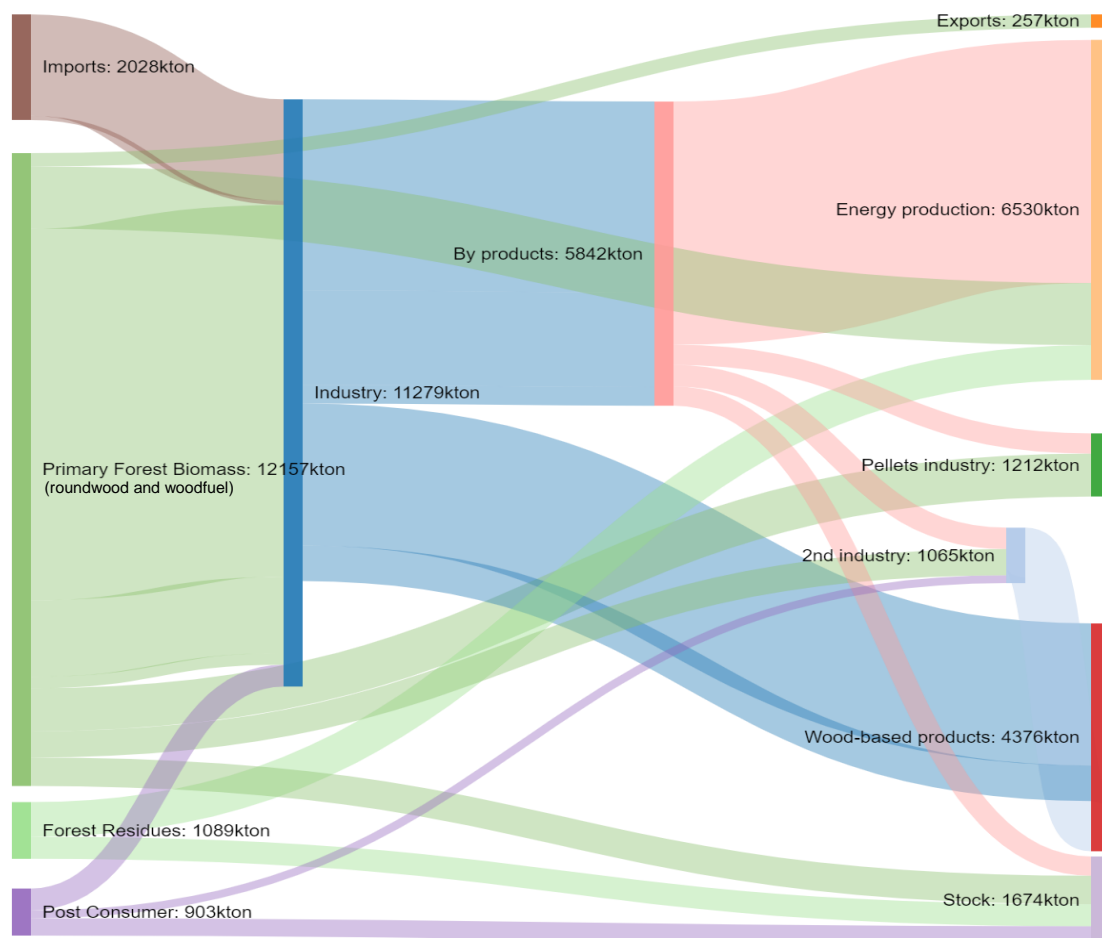 Exports: 257kton
Imports: 2028kton
Energy production: 6530kton
By products: 5842kton
Industry: 11279kton
Primary Forest Biomass: 12157kton
(roundwood and woodfuel)
Pellets industry: 1212kton
2nd industry: 1065kton
Wood-based products: 4376kton
Forest Residues: 1089kton
Stock: 1674kton
Post Consumer: 903kton